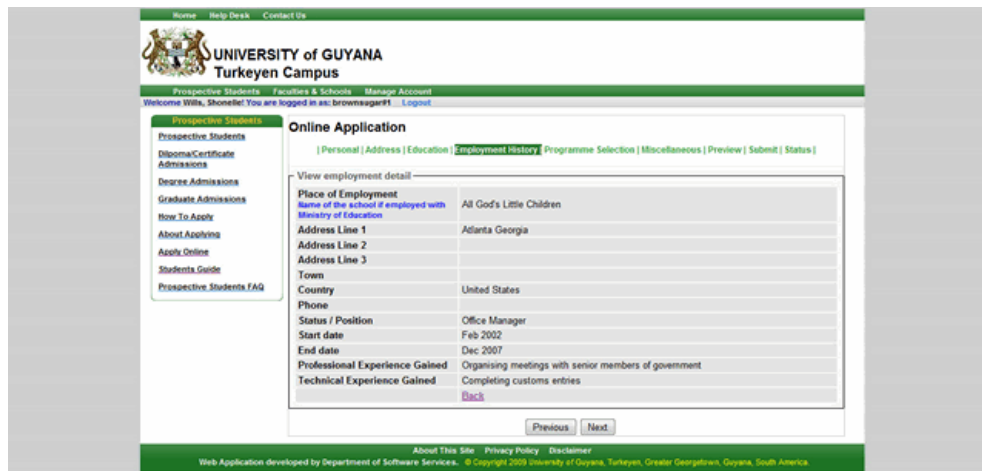 Home Help Desk Contact Us
UNIVERSITY of GUYANA
Turkeyen Campus
Prospective Students Faculties & Schools Manage Account
Welcome Wills, Shonelle! You are logged in as: brownsugar#1 Logout
Prospective Students
Prospective Students
Dilpoma/Certificate
Admissions
Degree Admissions
Graduate Admissions
How To Apply
About Applying
Apply Online
Students Guide
Prospective Students FAQ
Online Application
| Personal | Address | Education | Employment History | Programme Selection | Miscellaneous | Preview | Submit | Status |
View employment detail
Place of Employment
Name of the school if employed with
Ministry of Education
All God's Little Children
Address Line 1 Atlanta Georgia
Address Line 2
Address Line 3
Town
Country United States
Phone
Status / Position Office Manager
Start date Feb 2002
End date Dec 2007
Professional Experience Gained Organising meetings with senior members of government
Technical Experience Gained Completing customs entries
Back
Previous Next
About This Site Privacy Policy Disclaimer
Web Application developed by Department of Software Services. © Copyright 2009 University of Guyana, Turkeyen, Greater Georgetown, Guyana, South America.